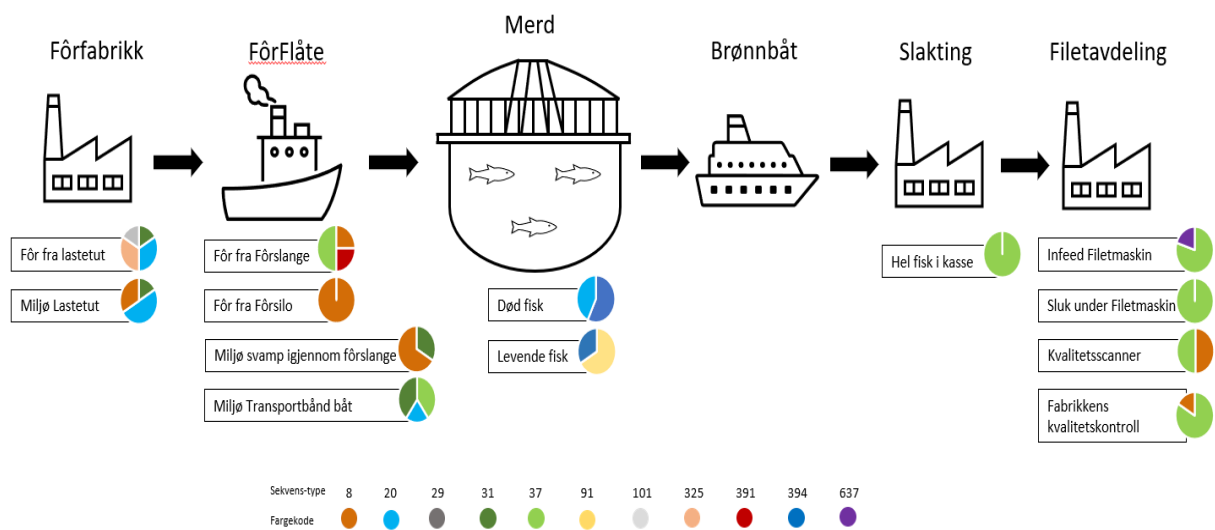 Fôrfabrikk
FôrFlåte
Merd
Brønnbåt
Slakting
Filetavdeling
Fôr fra lastetut
Miljø Lastetut
Fôr fra Fôrslange
Fôr fra Fôrsilo
Miljø svamp igjennom fôrslange
Miljø Transportbånd båt
Død fisk
Levende fisk
Hel fisk i kasse
Infeed Filetmaskin
Sluk under Filetmaskin
Kvalitetsscanner
Fabrikkens
kvalitetskontroll
Sekvens-type 8 20 29 31 37 91 101 325 391 394 637
Fargekode